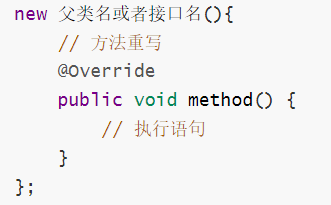 new 父类名或者接口名(){
    // 方法重写
    @Override
    public void method() {
        // 执行语句
    }
};